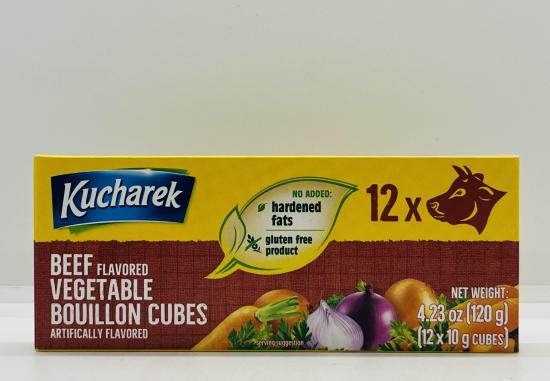 Kucharek
NO ADDED:
hardened
fats
gluten free
product
12 x
BEEF FLAVORED
VEGETABLE
BOUILLON CUBES
ARTIFICALLY FLAVORED
serving suggestion
NET WEIGHT:
4.23 oz (120 g)
(12 x 10 g CUBES)